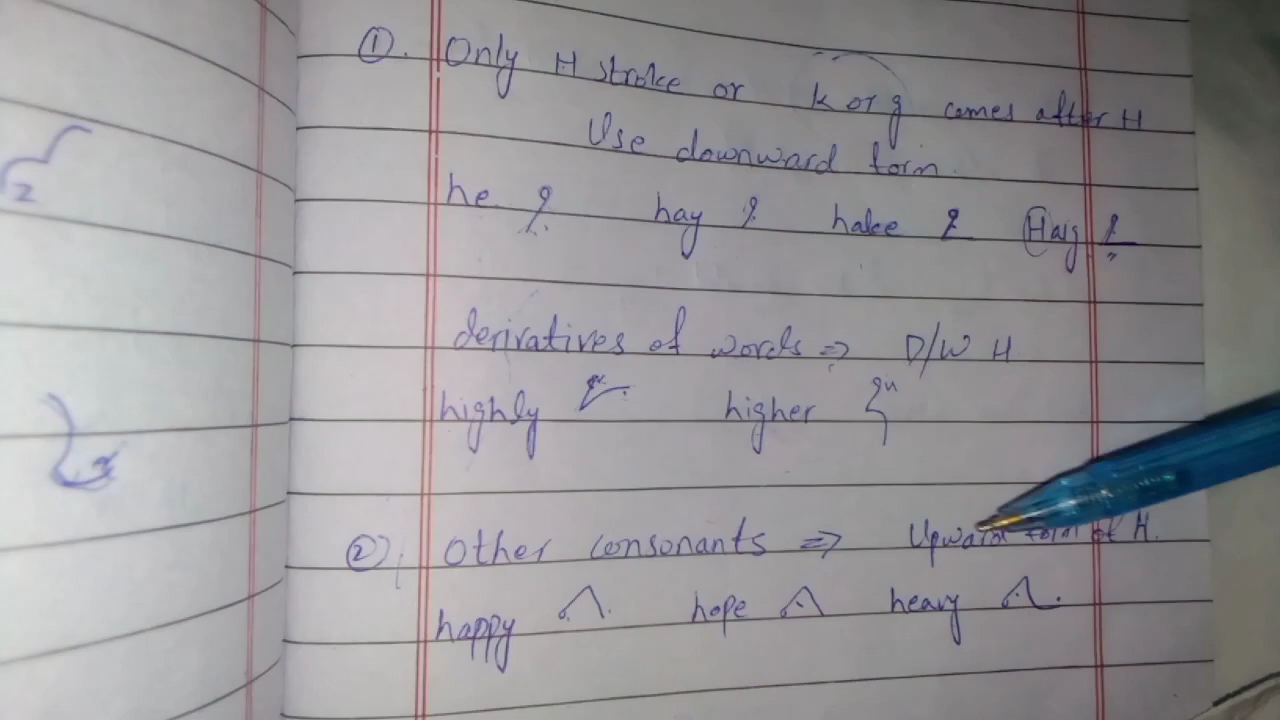 ①. Only H stroke or k or g comes after H
Use downward form.
he hay hake Haig
derivatives of words ⇒ D/W H
highly higher
②) Other consonants ⇒ Upward form of H.
happy hope heavy